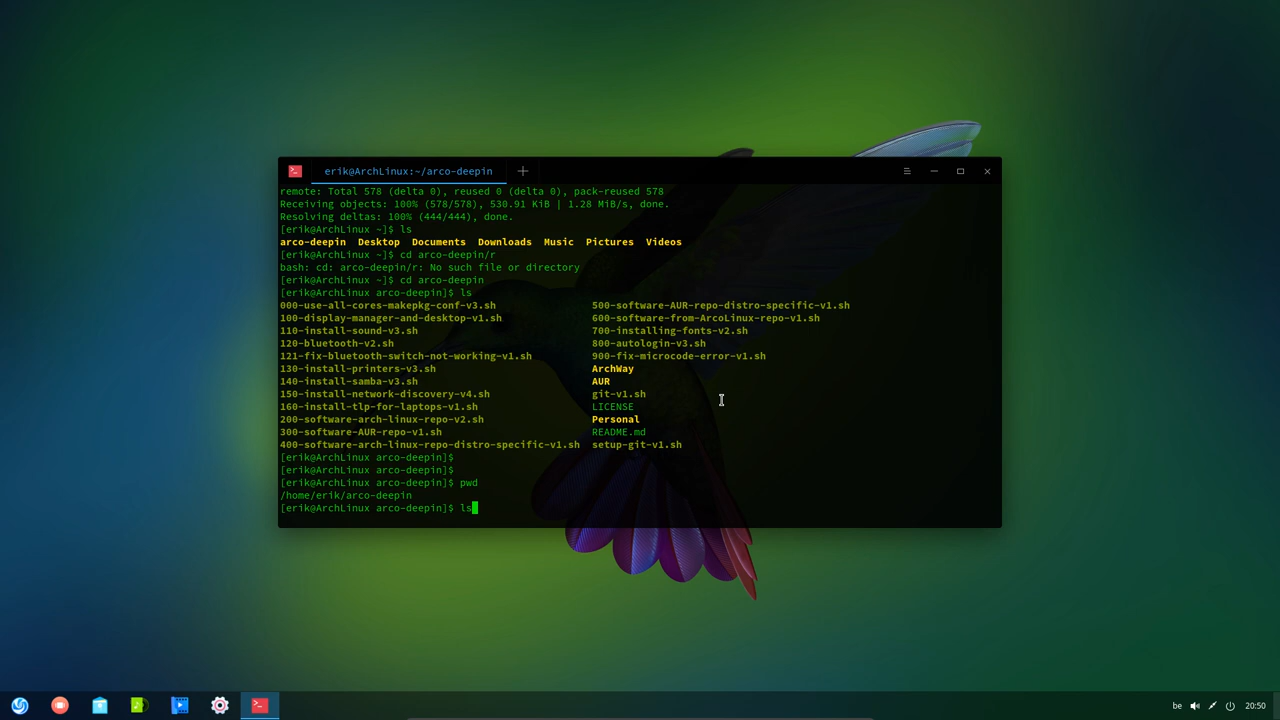 erik@ArchLinux:~/arco-deepin
remote: Total 578 (delta 0), reused 0 (delta 0), pack-reused 578
Receiving objects: 100% (578/578), 530.91 KiB | 1.28 MiB/s, done.
Resolving deltas: 100% (444/444), done.
[erik@ArchLinux ~]$ ls
arco-deepin  Desktop  Documents  Downloads  Music  Pictures  Videos
[erik@ArchLinux ~]$ cd arco-deepin/r
bash: cd: arco-deepin/r: No such file or directory
[erik@ArchLinux ~]$ cd arco-deepin
[erik@ArchLinux arco-deepin]$ ls
000-use-all-cores-makepkg-conf-v3.sh  500-software-AUR-repo-distro-specific-v1.sh
100-display-manager-and-desktop-v1.sh  600-software-from-ArcoLinux-repo-v1.sh
110-install-sound-v3.sh  700-installing-fonts-v2.sh
120-bluetooth-v2.sh  800-autologin-v3.sh
121-fix-bluetooth-switch-not-working-v1.sh  900-fix-microcode-error-v1.sh
130-install-printers-v3.sh  ArchWay
140-install-samba-v3.sh  AUR
150-install-network-discovery-v4.sh  git-v1.sh
160-install-tlp-for-laptops-v1.sh  LICENSE
200-software-arch-linux-repo-v2.sh  Personal
300-software-AUR-repo-v1.sh  README.md
400-software-arch-linux-repo-distro-specific-v1.sh  setup-git-v1.sh
[erik@ArchLinux arco-deepin]$
[erik@ArchLinux arco-deepin]$
[erik@ArchLinux arco-deepin]$ pwd
/home/erik/arco-deepin
[erik@ArchLinux arco-deepin]$ ls
be 20:50